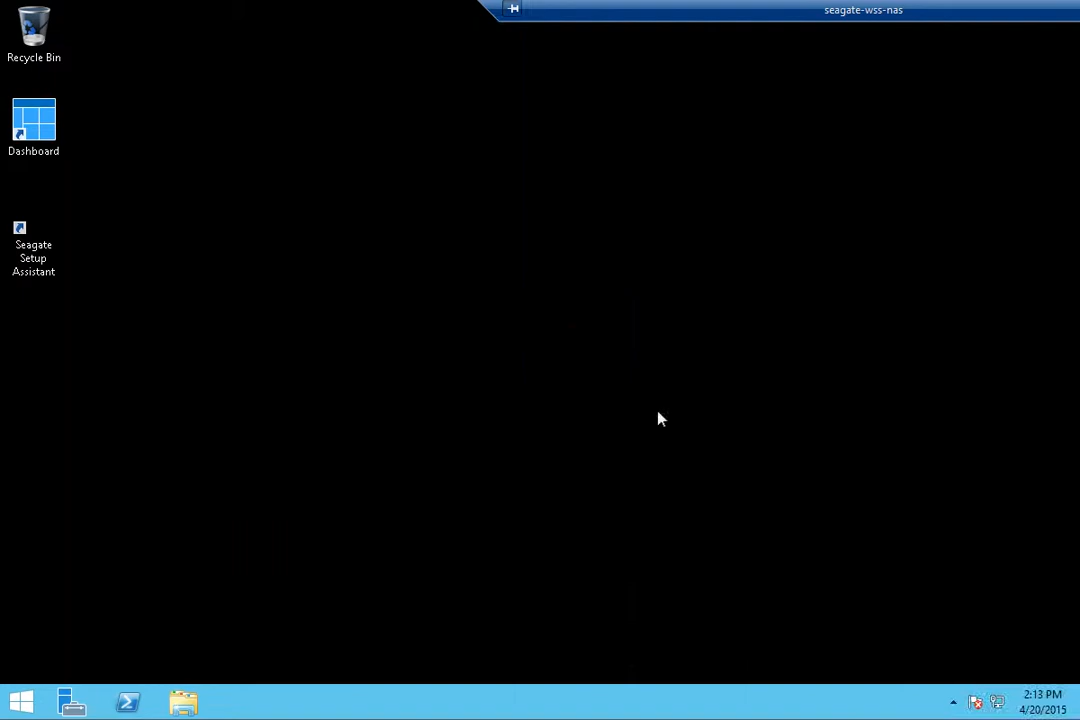 seagate-wss-nas
Recycle Bin
Dashboard
Seagate
Setup
Assistant
2:13 PM
4/20/2015